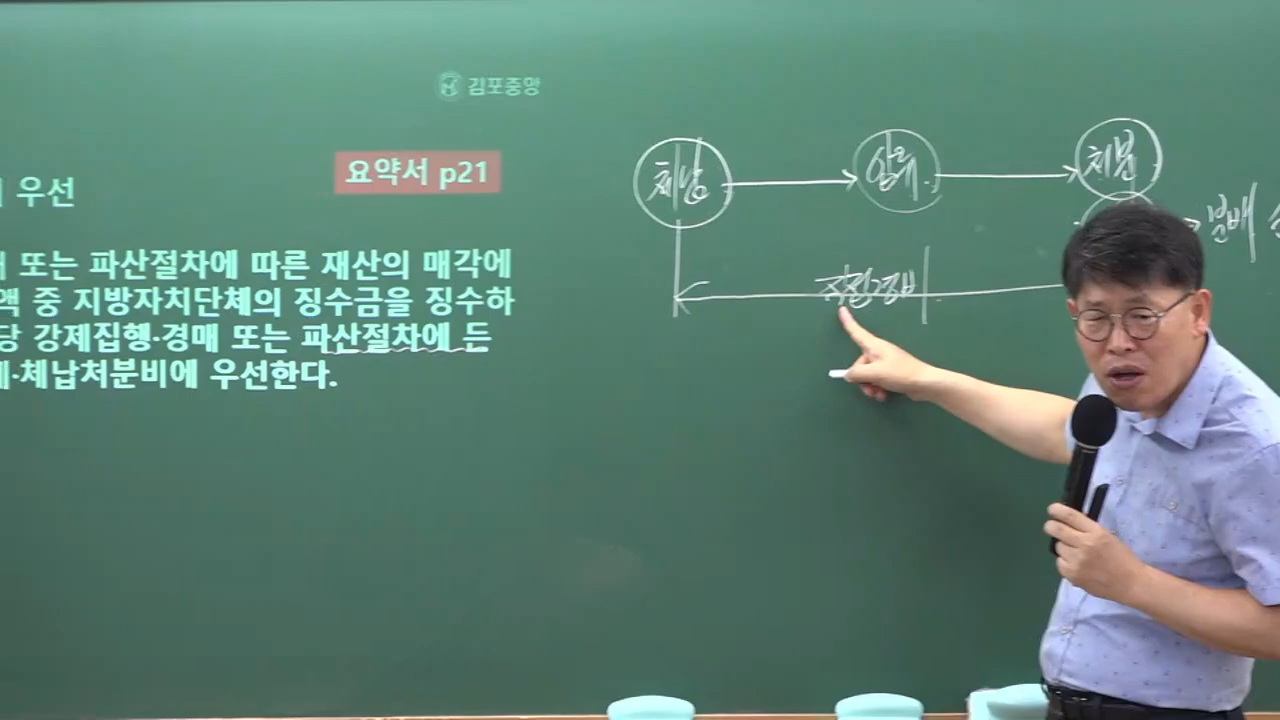 김포중앙
요약서 p21
우선
또는 파산절차에 따른 재산의 매각에
액 중 지방자치단체의 징수금을 징수하
당 강제집행·경매 또는 파산절차에 든
체납처분비에 우선한다.
체납
압류
처분
분배
직접경비